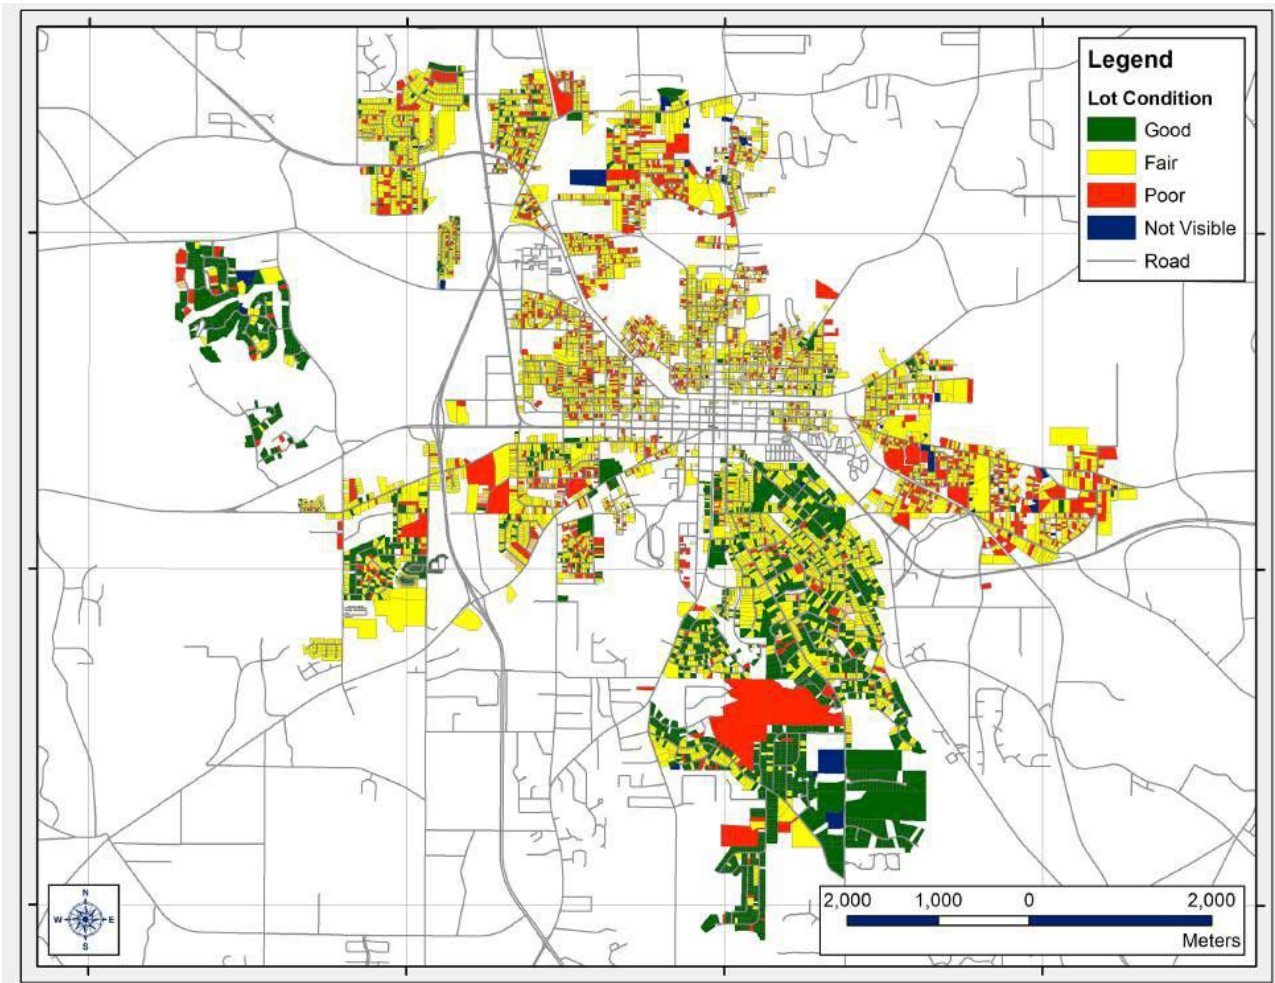 Legend
Lot Condition
Good
Fair
Poor
Not Visible
Road
N
W E
S
2,000 1,000 0 2,000
Meters